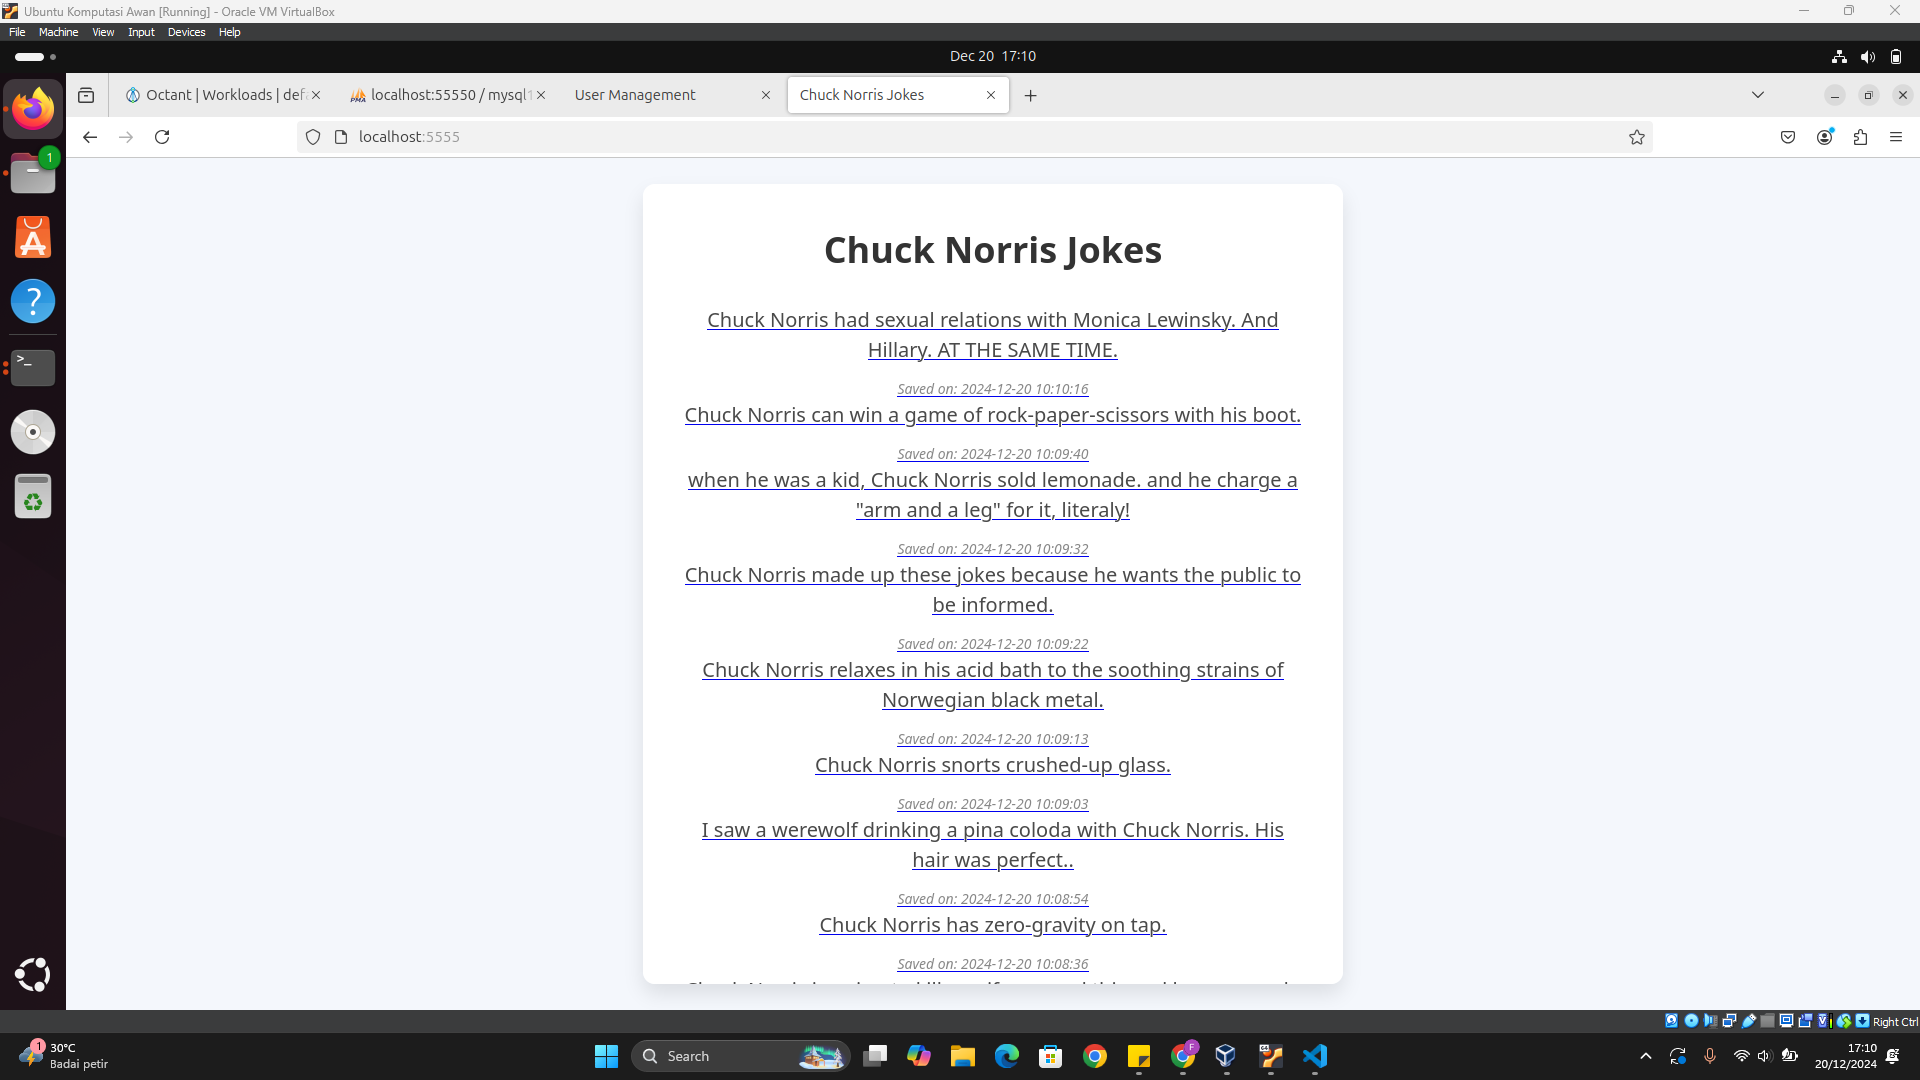 Ubuntu Komputasi Awan [Running] - Oracle VM VirtualBox
File Machine View Input Devices Help
Dec 20 17:10
Octant | Workloads | def
localhost:55550 / mysql
User Management
Chuck Norris Jokes
localhost:5555
1
Chuck Norris Jokes
Chuck Norris had sexual relations with Monica Lewinsky. And
Hillary. AT THE SAME TIME.
Saved on: 2024-12-20 10:10:16
Chuck Norris can win a game of rock-paper-scissors with his boot.
Saved on: 2024-12-20 10:09:40
when he was a kid, Chuck Norris sold lemonade. and he charge a
"arm and a leg" for it, literaly!
Saved on: 2024-12-20 10:09:32
Chuck Norris made up these jokes because he wants the public to
be informed.
Saved on: 2024-12-20 10:09:22
Chuck Norris relaxes in his acid bath to the soothing strains of
Norwegian black metal.
Saved on: 2024-12-20 10:09:13
Chuck Norris snorts crushed-up glass.
Saved on: 2024-12-20 10:09:03
I saw a werewolf drinking a pina coloda with Chuck Norris. His
hair was perfect..
Saved on: 2024-12-20 10:08:54
Chuck Norris has zero-gravity on tap.
Saved on: 2024-12-20 10:08:36
Right Ctrl
1
30°C
Badai petir
Search
F
17:10
20/12/2024